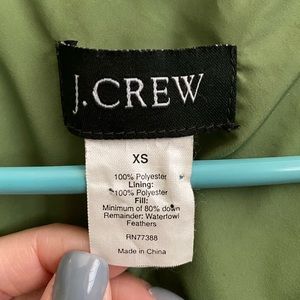 J.CREW
XS
100% Polyester
Lining:
100% Polyester
Fill:
Minimum of 80% down
Remainder: Waterfowl
Feathers
RN77388
Made in China